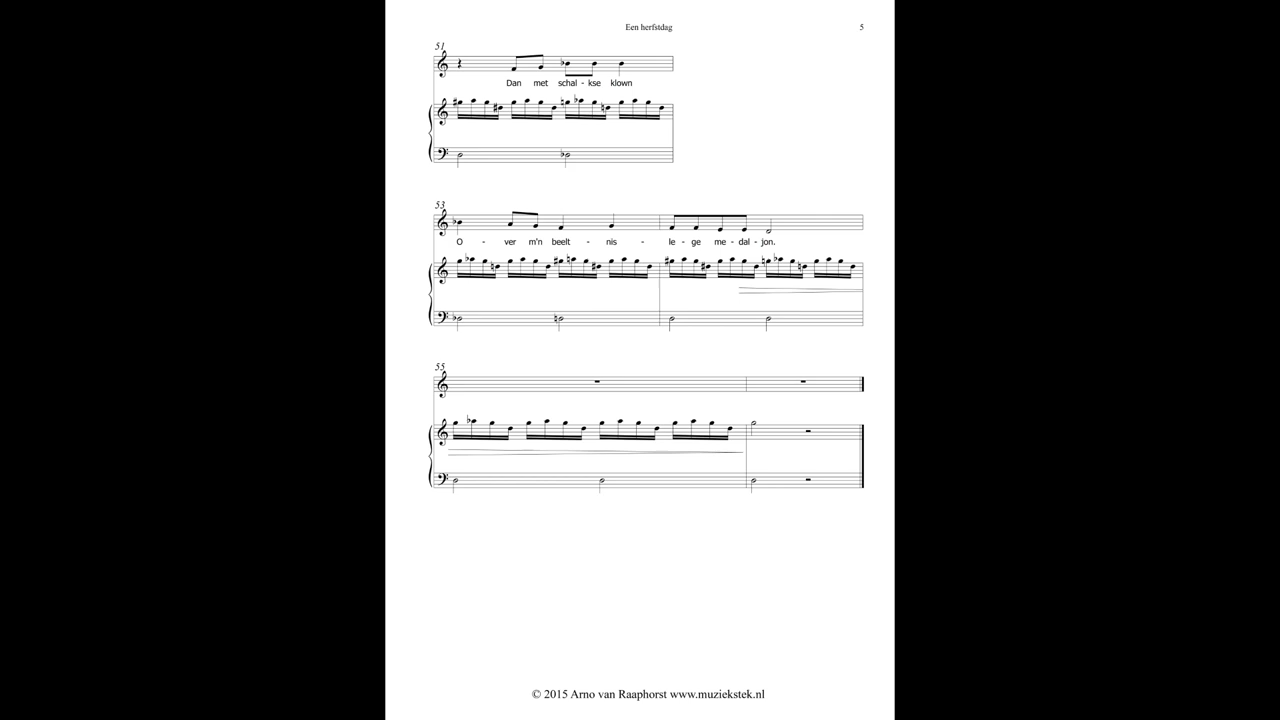 Een herfstdag 5
51
Dan met schal - kse klown
53
O - ver m'n beelt - nis - le - ge me - dal - jon.
55
© 2015 Arno van Raaphorst www.muziekstek.nl